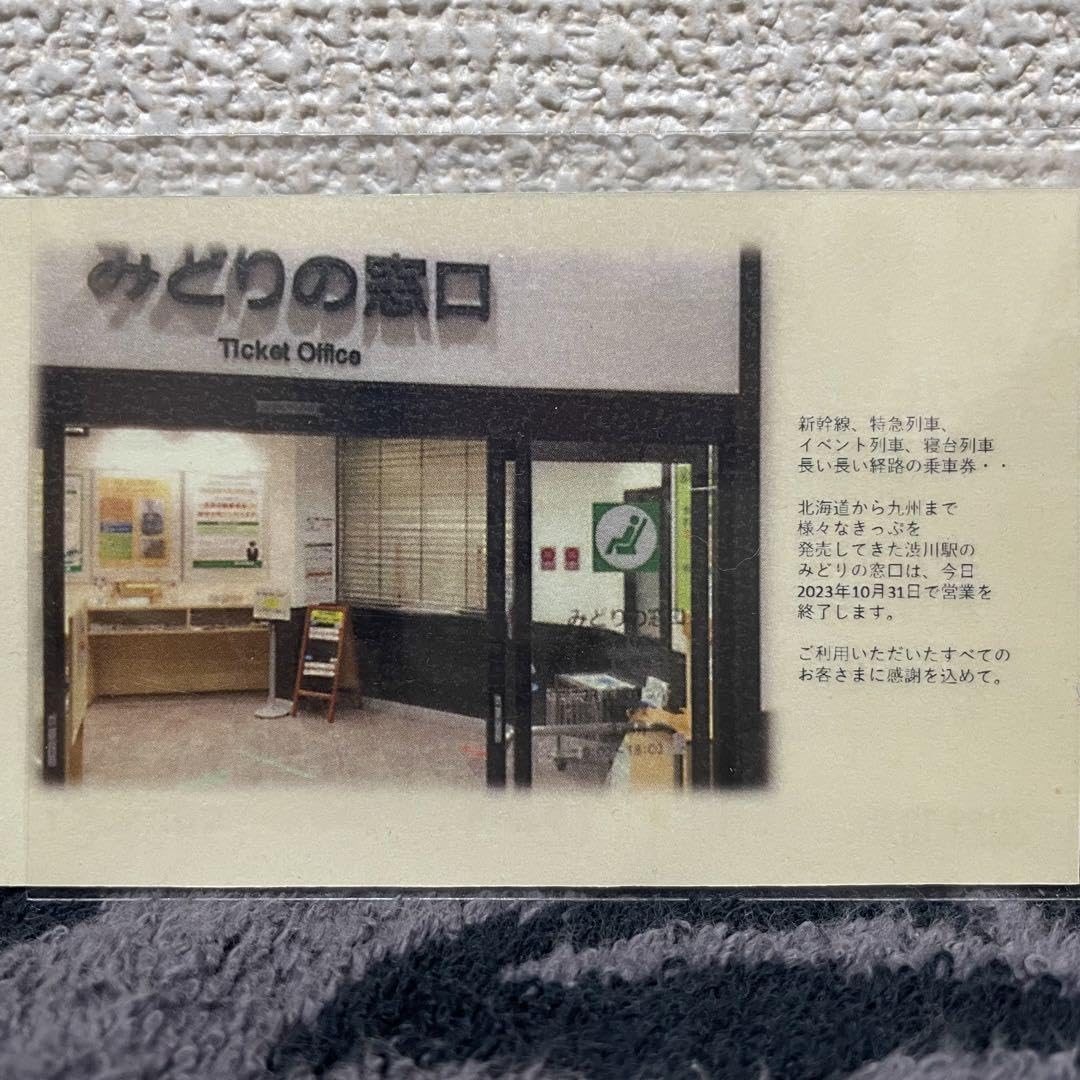 みどりの窓口
Ticket Office
みどりの窓口
新幹線、特急列車、
イベント列車、寝台列車
長い長い経路の乗車券・・
北海道から九州まで
様々なきっぷを
発売してきた渋川駅の
みどりの窓口は、今日
2023年10月31日で営業を
終了します。
ご利用いただいたすべての
お客さまに感謝を込めて。